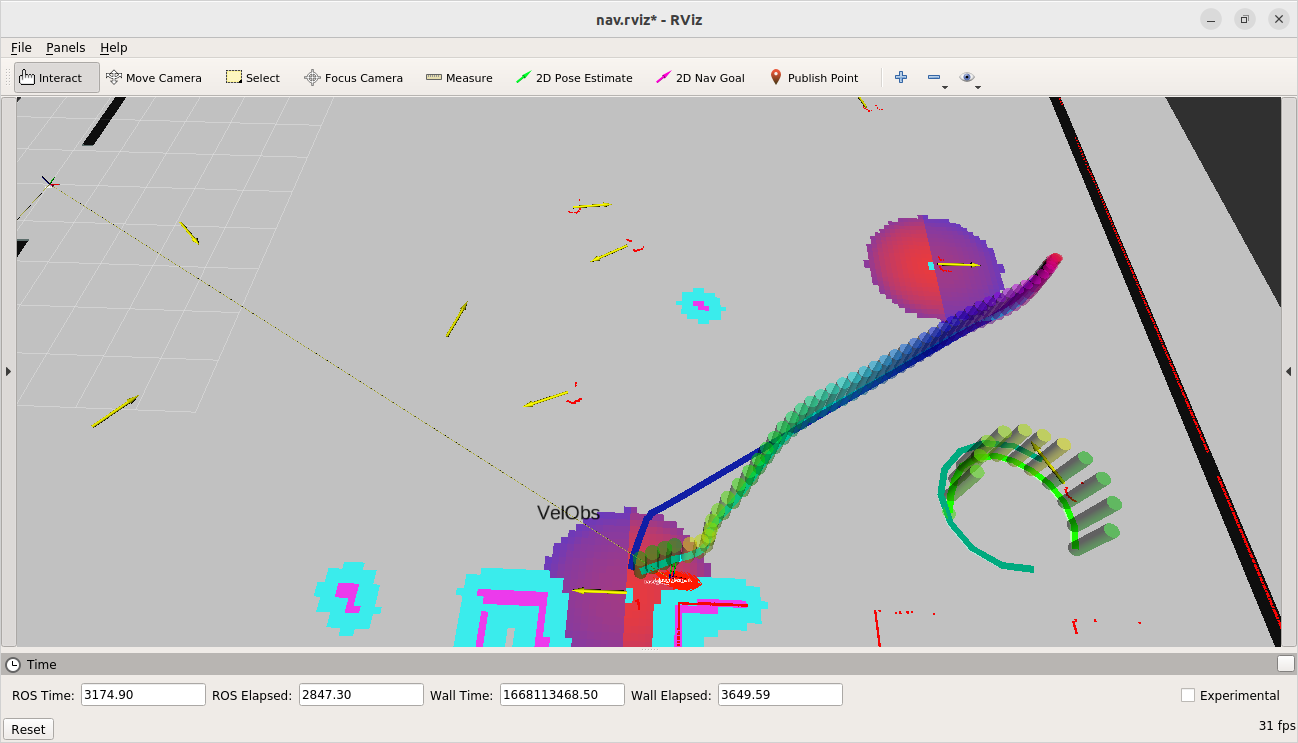 nav.rviz* - RViz
File Panels Help
Interact Move Camera Select Focus Camera Measure 2D Pose Estimate 2D Nav Goal Publish Point
VelObs
Time
ROS Time: 3174.90 ROS Elapsed: 2847.30 Wall Time: 1668113468.50 Wall Elapsed: 3649.59 Experimental
Reset 31 fps